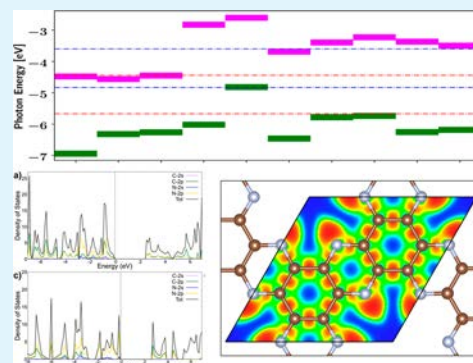 Photon Energy [eV]
−3
−4
−5
−6
−7
a)
Density of States
C-2s
C-2p
N-2s
N-2p
Tot
Energy (eV)
c)
Density of States
C-2s
C-2p
N-2s
N-2p
Tot